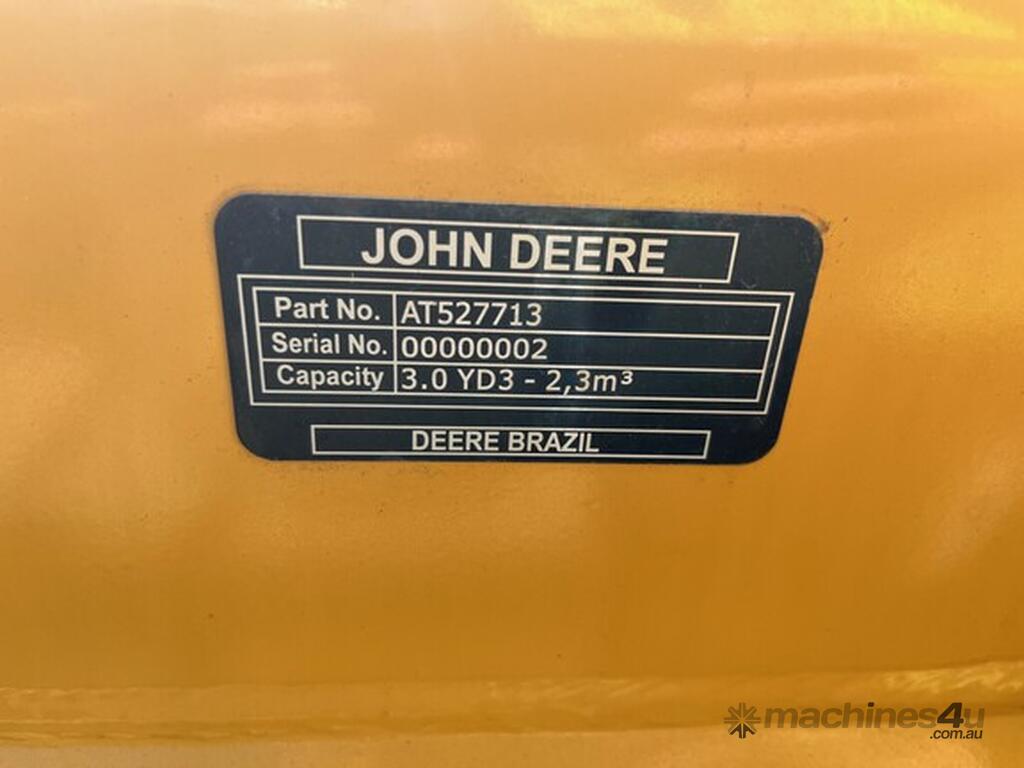 JOHN DEERE
Part No. AT527713
Serial No. 00000002
Capacity 3.0 YD3 - 2,3m³
DEERE BRAZIL
machines4u
.com.au